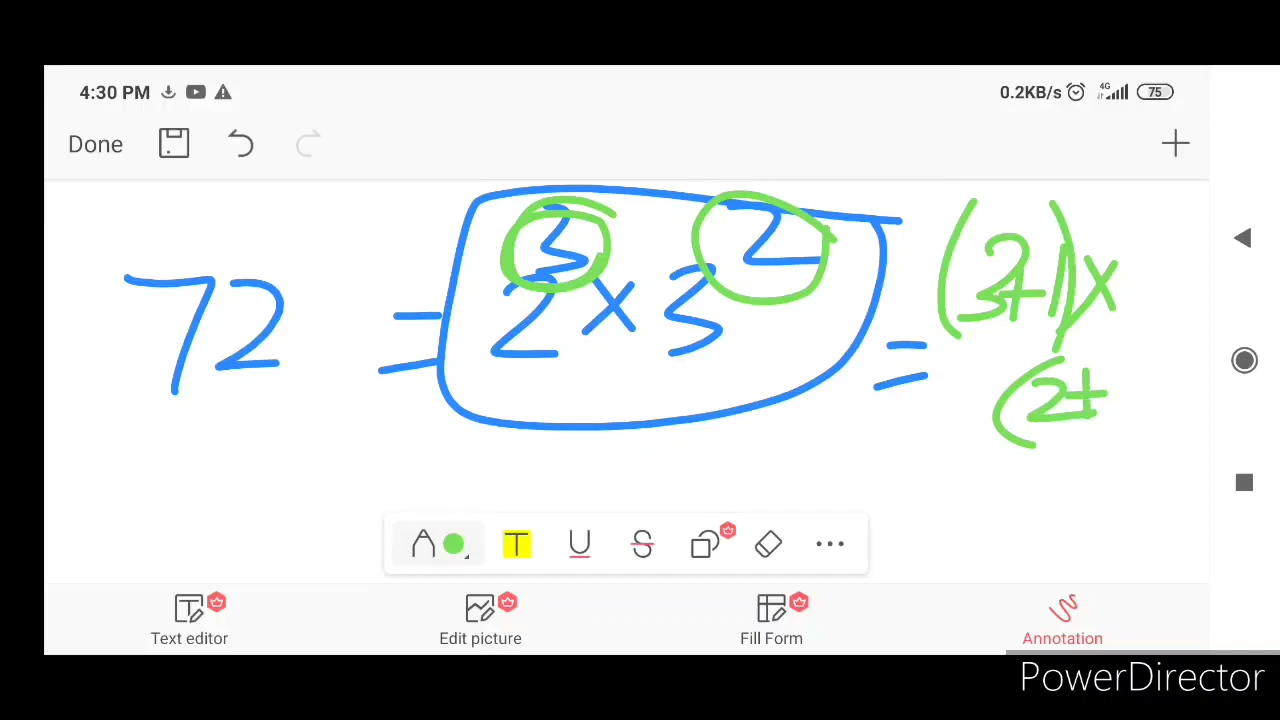 4:30 PM 0.2KB/s 4G 75
Done
72 = 2³ × 3² = (3+1)×
(2+
T U S
Text editor Edit picture Fill Form Annotation
PowerDirector